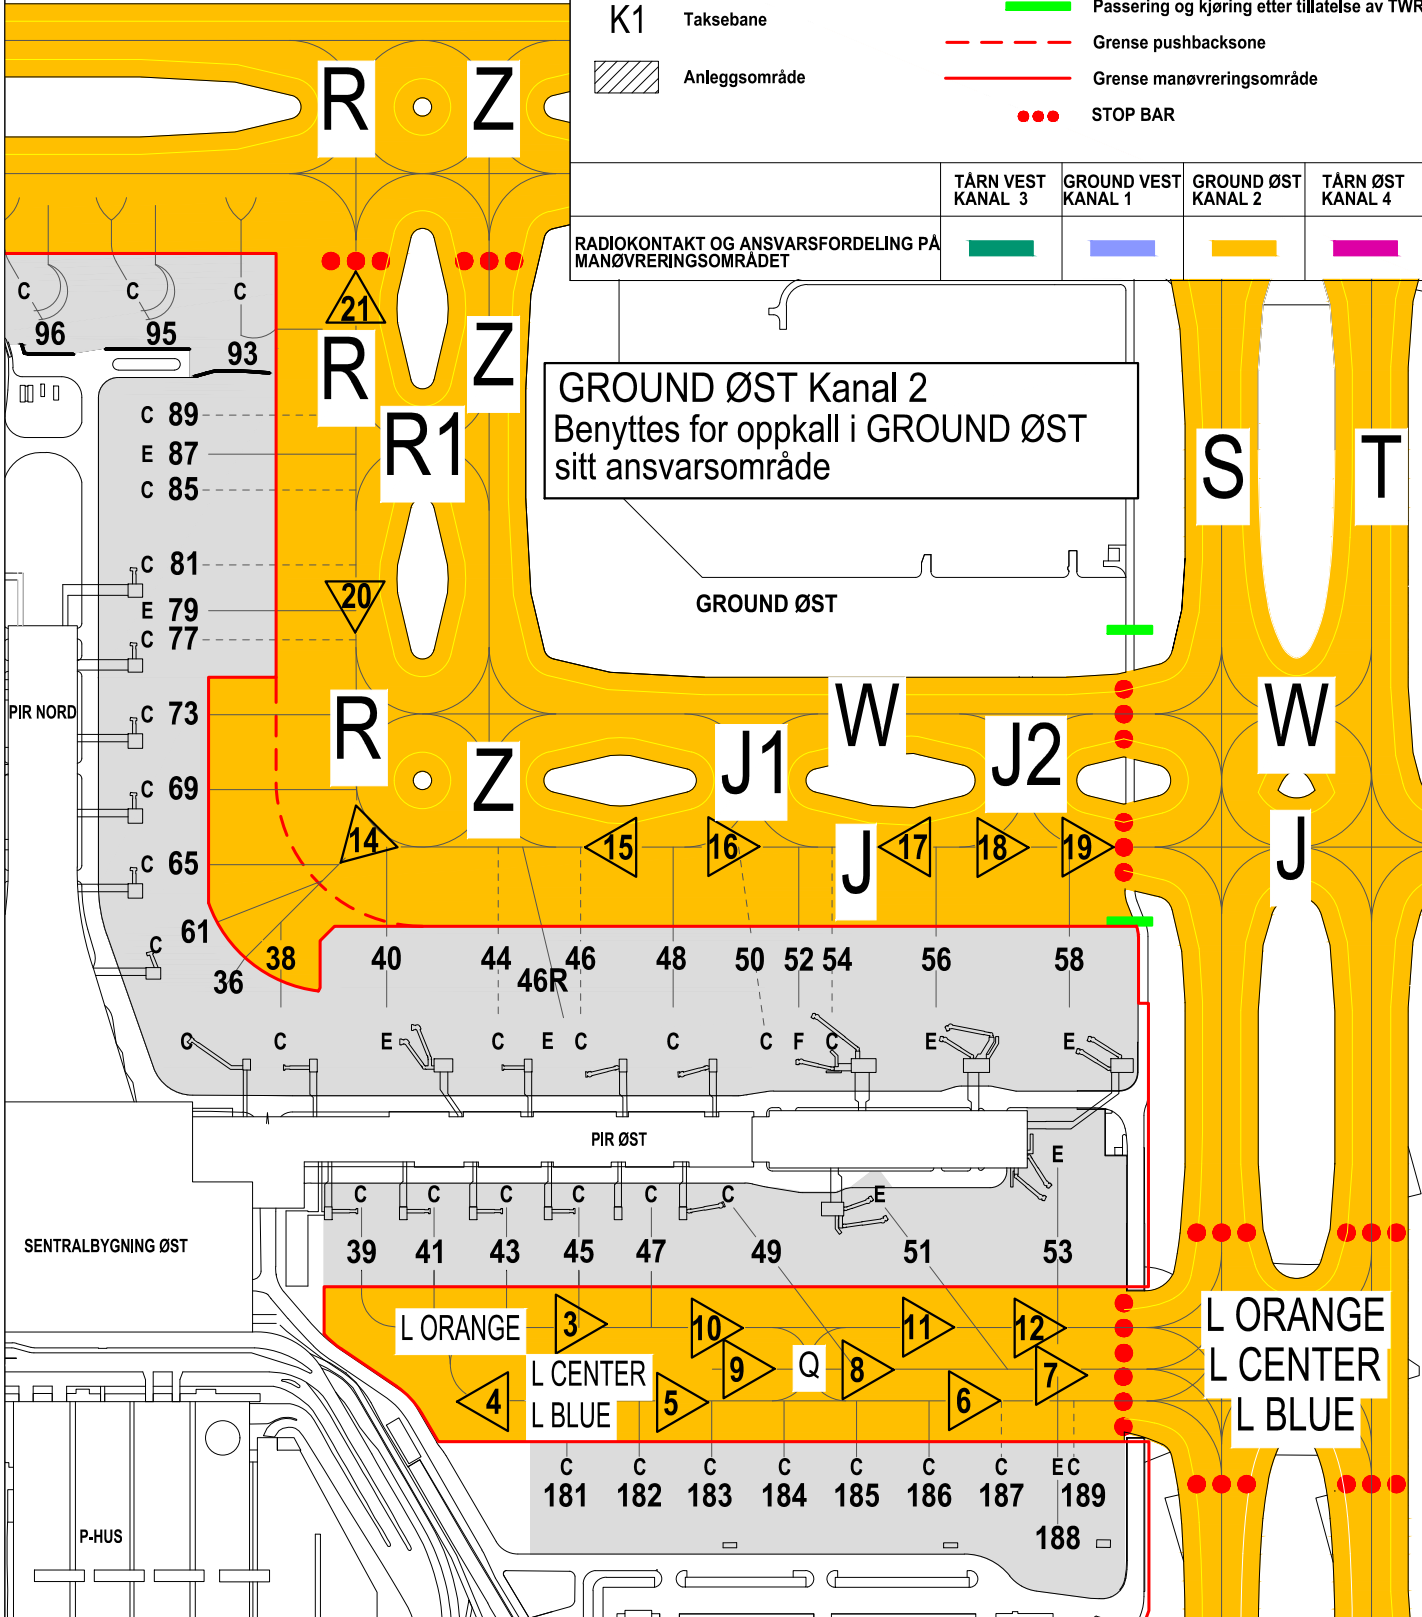 K1
Taksebane
Passering og kjøring etter tillatelse av TWR
Grense pushbacksone
Anleggsområde
Grense manøvreringsområde
STOP BAR
TÅRN VEST
KANAL 3
GROUND VEST
KANAL 1
GROUND ØST
KANAL 2
TÅRN ØST
KANAL 4
RADIOKONTAKT OG ANSVARSFORDELING PÅ
MANØVRERINGSOMRÅDET
R
Z
C
C
C
96
95
93
21
R
Z
R1
C 89
E 87
C 85
C 81
E 79
C 77
C 73
C 69
C 65
20
GROUND ØST Kanal 2
Benyttes for oppkall i GROUND ØST
sitt ansvarsområde
S
T
GROUND ØST
PIR NORD
R
Z
J1
W
J2
W
J
J
14
15
16
17
18
19
61
C
36
38
40
44
46R
46
48
50
52
54
56
58
C
C
E
C
E
C
C
C
F
C
E
E
PIR ØST
SENTRALBYGNING ØST
C
C
C
C
C
C
E
E
39
41
43
45
47
49
51
53
L ORANGE
3
10
11
12
L ORANGE
L CENTER
9
Q
8
7
L CENTER
4
L BLUE
5
6
L BLUE
C
C
C
C
C
C
C
E
C
181
182
183
184
185
186
187
189
188
P-HUS